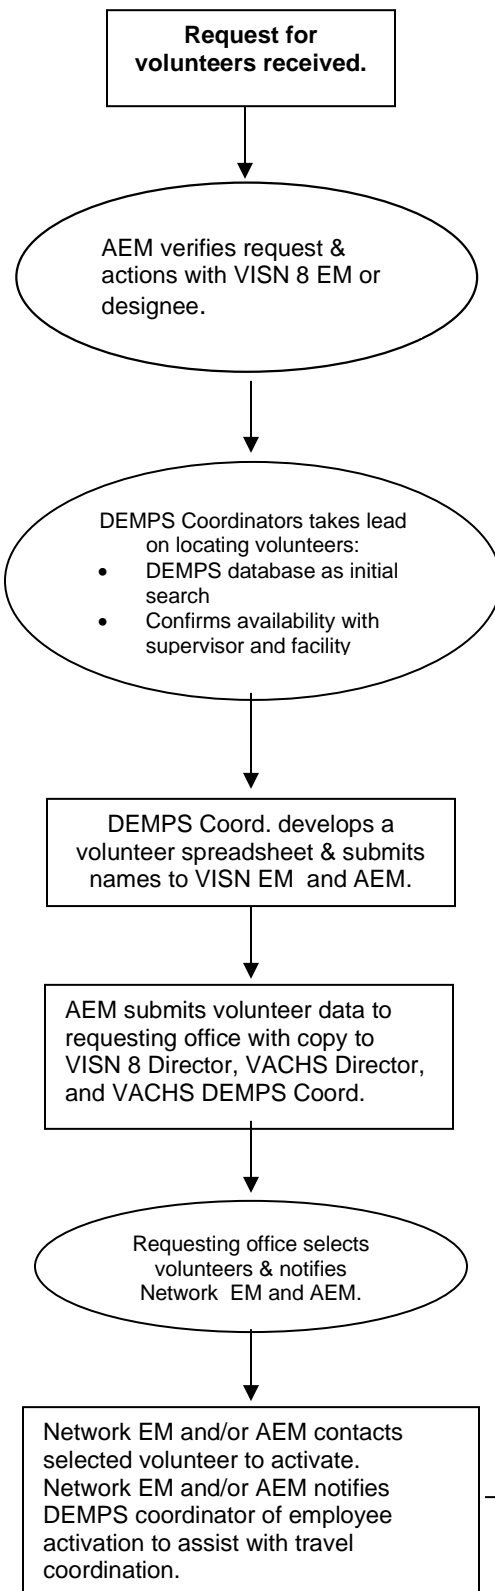 Request for
volunteers received.
AEM verifies request &
actions with VISN 8 EM or
designee.
DEMPS Coordinators takes lead
on locating volunteers:
• DEMPS database as initial
search
• Confirms availability with
supervisor and facility
DEMPS Coord. develops a
volunteer spreadsheet & submits
names to VISN EM and AEM.
AEM submits volunteer data to
requesting office with copy to
VISN 8 Director, VACHS Director,
and VACHS DEMPS Coord.
Requesting office selects
volunteers & notifies
Network EM and AEM.
Network EM and/or AEM contacts
selected volunteer to activate.
Network EM and/or AEM notifies
DEMPS coordinator of employee
activation to assist with travel
coordination.